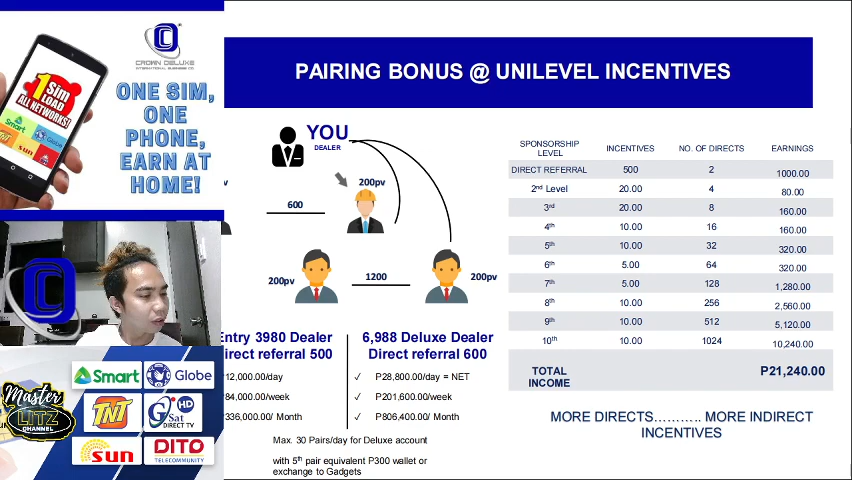 CROWN DELUXE
INTERNATIONAL BUSINESS CO.
ONE SIM,
ONE
PHONE,
EARN AT
HOME!
1 Sim
LOAD
ALL NETWORKS!
Smart
Globe
TNT
sun
PAIRING BONUS @ UNILEVEL INCENTIVES
YOU
DEALER
200pv
600
200pv
1200
200pv
SPONSORSHIP LEVEL INCENTIVES NO. OF DIRECTS EARNINGS
DIRECT REFERRAL 500 2 1000.00
2nd Level 20.00 4 80.00
3rd 20.00 8 160.00
4th 10.00 16 160.00
5th 10.00 32 320.00
6th 5.00 64 320.00
7th 5.00 128 1,280.00
8th 10.00 256 2,560.00
9th 10.00 512 5,120.00
10th 10.00 1024 10,240.00
TOTAL INCOME P21,240.00
MORE DIRECTS……….. MORE INDIRECT
INCENTIVES
Entry 3980 Dealer
irect referral 500
12,000.00/day
84,000.00/week
336,000.00/ Month
6,988 Deluxe Dealer
Direct referral 600
✓ P28,800.00/day = NET
✓ P201,600.00/week
✓ P806,400.00/ Month
Max. 30 Pairs/day for Deluxe account
with 5th pair equivalent P300 wallet or
exchange to Gadgets
Master
LITZ
CHANNEL
Smart
Globe
TNT
GSat HD
DIRECT TV
sun
DITO
TELECOMMUNITY